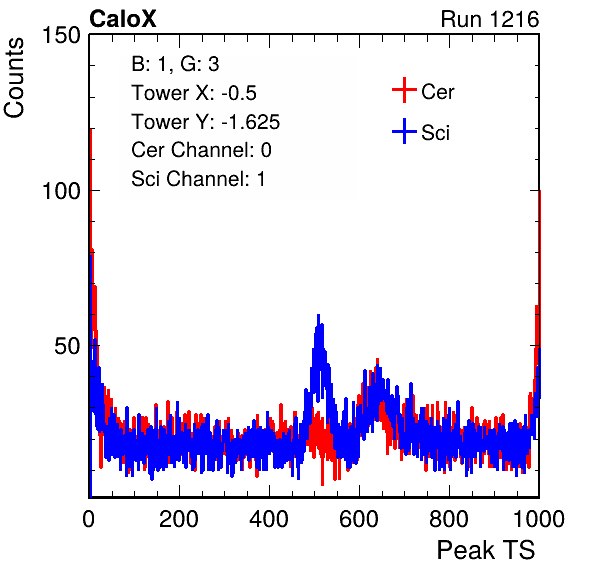 CaloX Run 1216
Counts
150
100
50
B: 1, G: 3
Tower X: -0.5
Tower Y: -1.625
Cer Channel: 0
Sci Channel: 1
Cer
Sci
0 200 400 600 800 1000
Peak TS